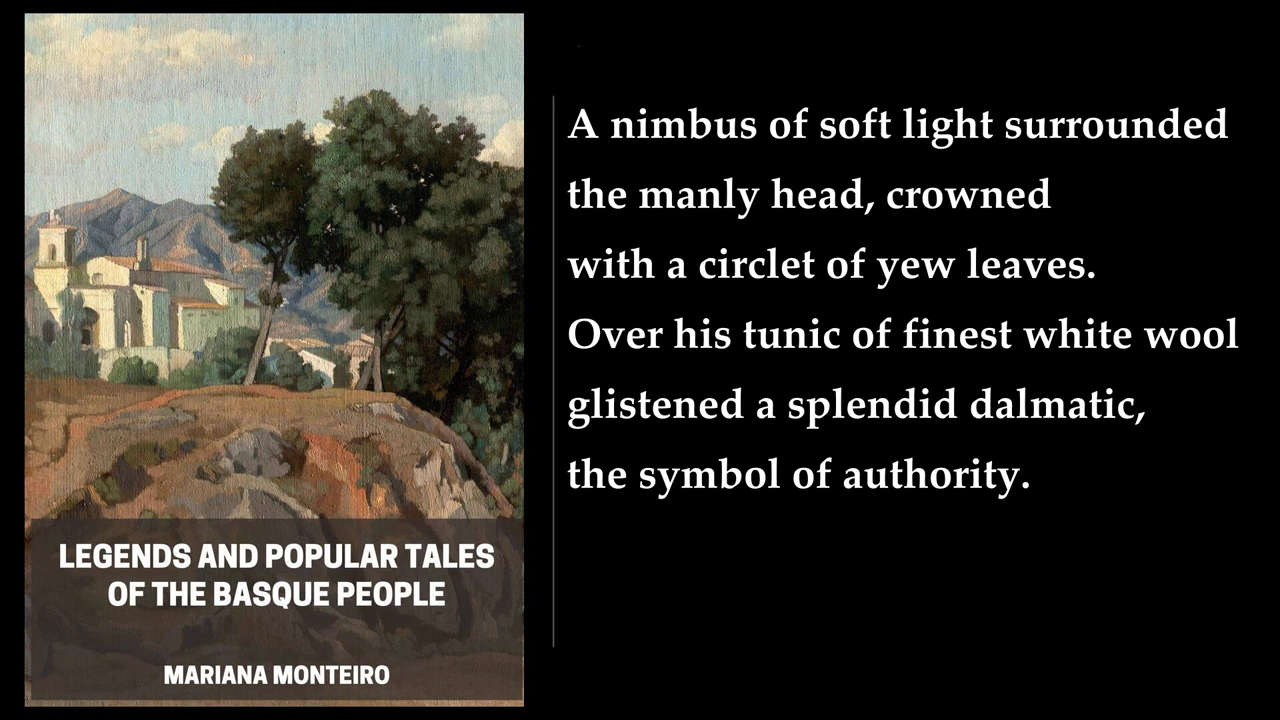 LEGENDS AND POPULAR TALES
OF THE BASQUE PEOPLE
MARIANA MONTEIRO
A nimbus of soft light surrounded
the manly head, crowned
with a circlet of yew leaves.
Over his tunic of finest white wool
glistened a splendid dalmatic,
the symbol of authority.